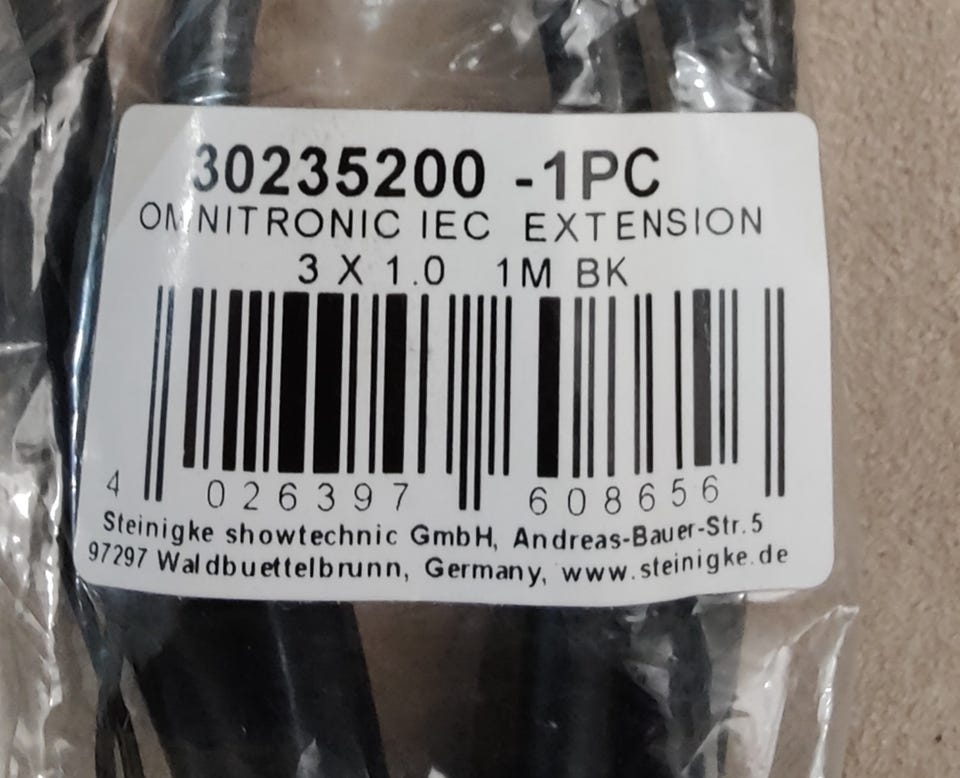 30235200 -1PC
OMNITRONIC IEC EXTENSION
3 X 1.0 1M BK
4 026397 608656
Steinigke showtechnic GmbH, Andreas-Bauer-Str.5
97297 Waldbuettelbrunn, Germany, www.steinigke.de